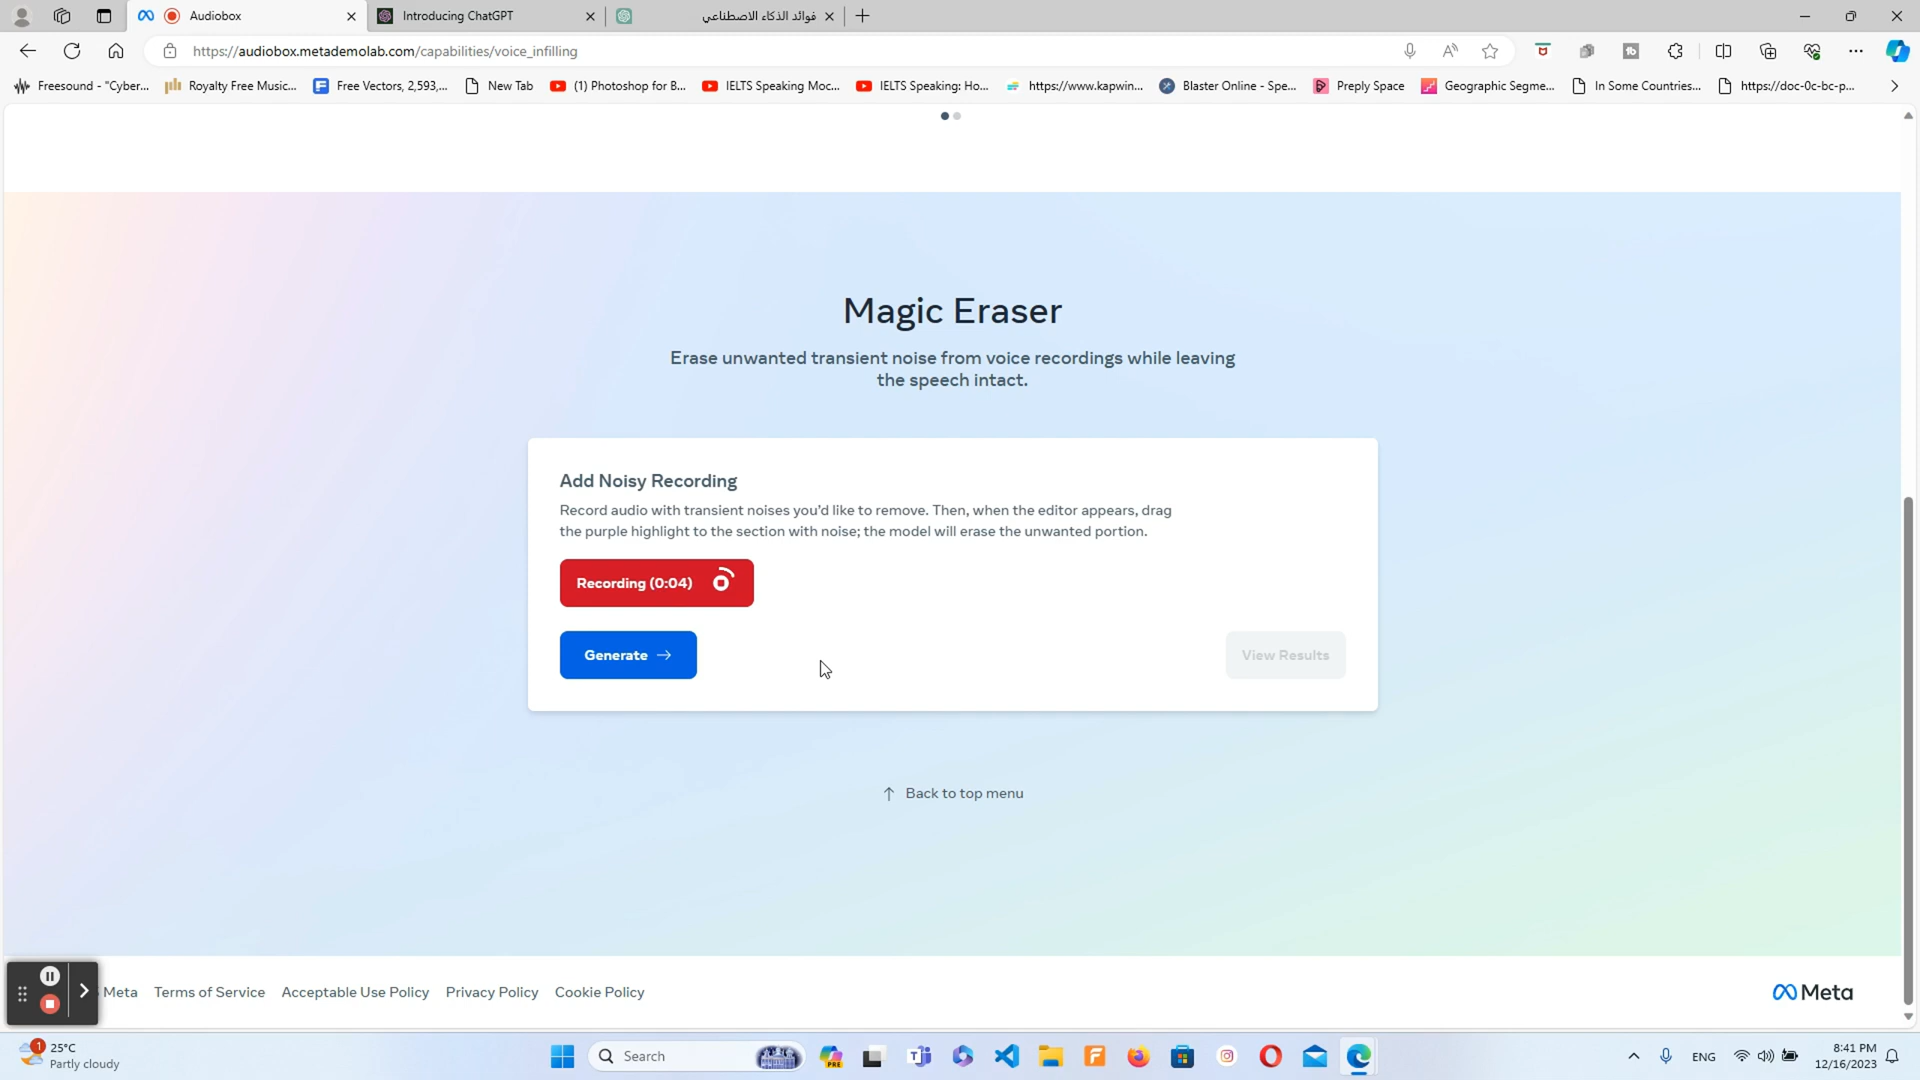 Audiobox
Introducing ChatGPT
فوائد الذكاء الاصطناعي
https://audiobox.metademolab.com/capabilities/voice_infilling
Freesound - "Cyber...
Royalty Free Music...
Free Vectors, 2,593,...
New Tab
(1) Photoshop for B...
IELTS Speaking Moc...
IELTS Speaking: Ho...
https://www.kapwin...
Blaster Online - Spe...
Preply Space
Geographic Segme...
In Some Countries...
https://doc-0c-bc-p...
Magic Eraser
Erase unwanted transient noise from voice recordings while leaving
the speech intact.
Add Noisy Recording
Record audio with transient noises you'd like to remove. Then, when the editor appears, drag
the purple highlight to the section with noise; the model will erase the unwanted portion.
Recording (0:04)
Generate →
View Results
↑ Back to top menu
Meta
Terms of Service
Acceptable Use Policy
Privacy Policy
Cookie Policy
Meta
1
25°C
Partly cloudy
Search
PRE
ENG
8:41 PM
12/16/2023